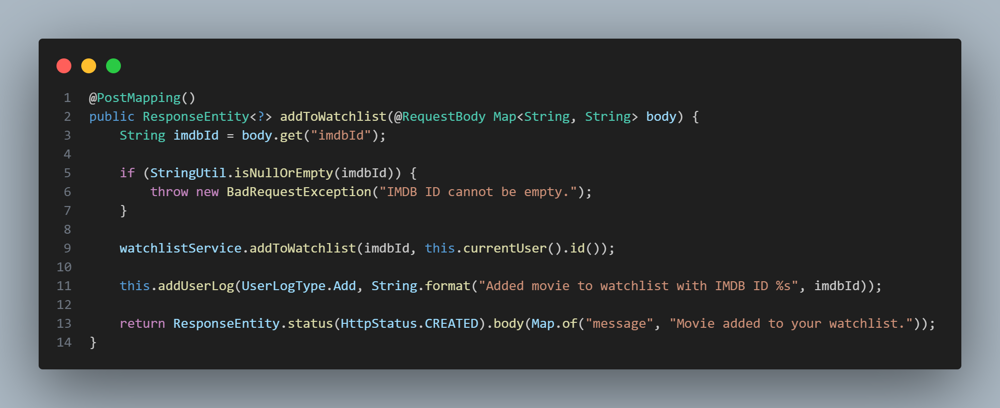 1 @PostMapping()
2 public ResponseEntity<?> addToWatchlist(@RequestBody Map<String, String> body) {
3     String imdbId = body.get("imdbId");
4
5     if (StringUtil.isNullOrEmpty(imdbId)) {
6         throw new BadRequestException("IMDB ID cannot be empty.");
7     }
8
9     watchlistService.addToWatchlist(imdbId, this.currentUser().id());
10
11     this.addUserLog(UserLogType.Add, String.format("Added movie to watchlist with IMDB ID %s", imdbId));
12
13     return ResponseEntity.status(HttpStatus.CREATED).body(Map.of("message", "Movie added to your watchlist."));
14 }